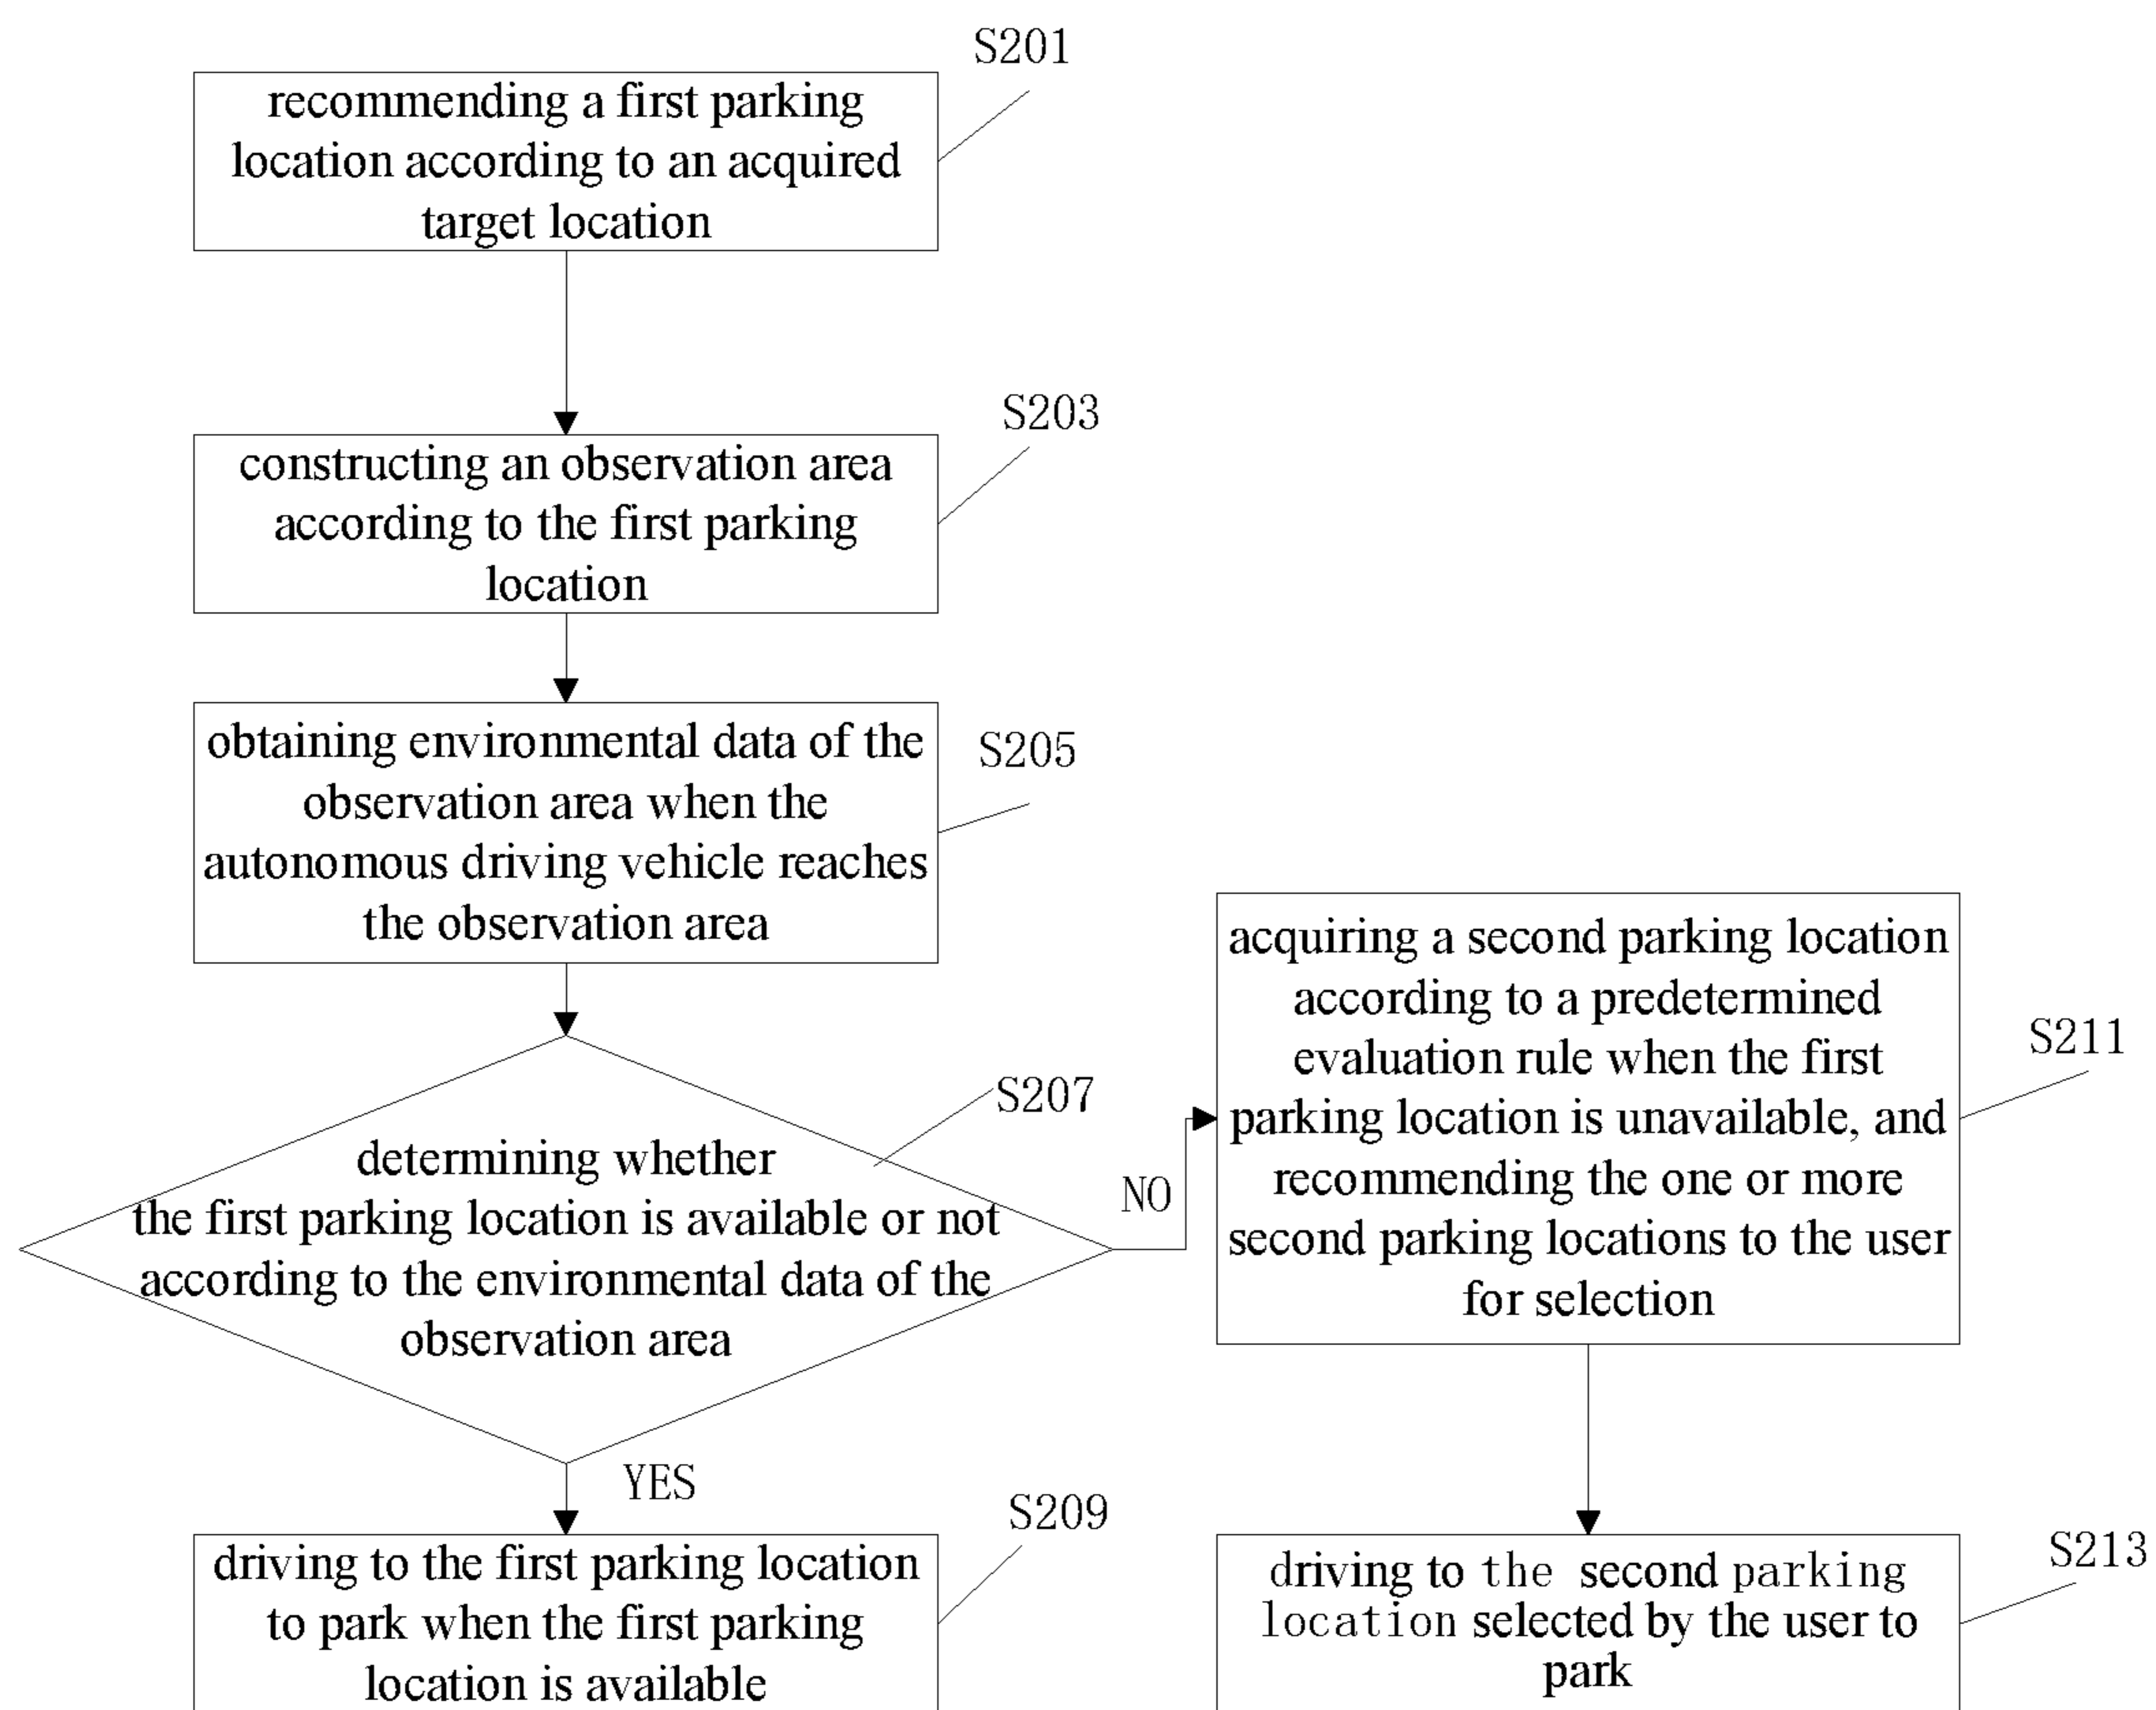 S201
recommending a first parking
location according to an acquired
target location
S203
constructing an observation area
according to the first parking
location
obtaining environmental data of the
observation area when the
autonomous driving vehicle reaches
the observation area
S205
S207
determining whether
the first parking location is available or not
according to the environmental data of the
observation area
NO
acquiring a second parking location
according to a predetermined
evaluation rule when the first
parking location is unavailable, and
recommending the one or more
second parking locations to the user
for selection
S211
YES
S209
driving to the first parking location
to park when the first parking
location is available
S213
driving to the second parking
location selected by the user to
park